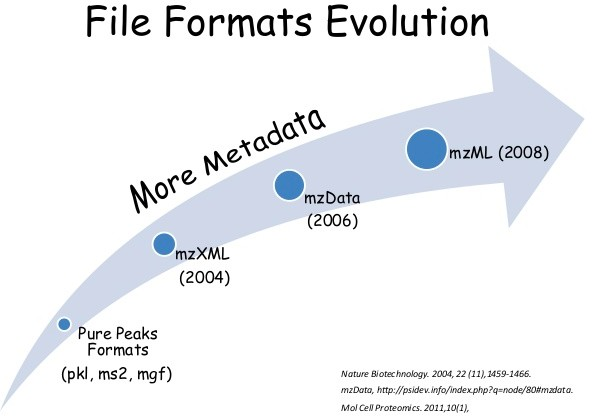 File Formats Evolution
More Metadata
mzML (2008)
mzData
(2006)
mzXML
(2004)
Pure Peaks
Formats
(pkl, ms2, mgf)
Nature Biotechnology. 2004, 22 (11),1459-1466.
mzData, http://psidev.info/index.php?q=node/80#mzdata.
Mol Cell Proteomics. 2011,10(1),